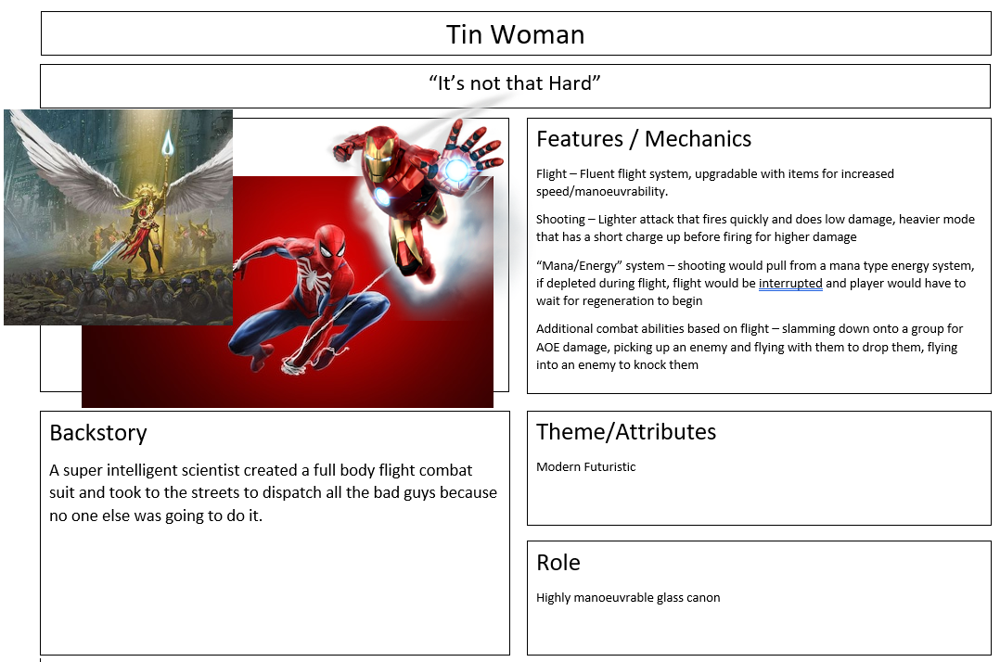 Tin Woman
“It’s not that Hard”
Features / Mechanics
Flight – Fluent flight system, upgradable with items for increased
speed/manoeuvrability.
Shooting – Lighter attack that fires quickly and does low damage, heavier mode
that has a short charge up before firing for higher damage
“Mana/Energy” system – shooting would pull from a mana type energy system,
if depleted during flight, flight would be interrupted and player would have to
wait for regeneration to begin
Additional combat abilities based on flight – slamming down onto a group for
AOE damage, picking up an enemy and flying with them to drop them, flying
into an enemy to knock them
Backstory
A super intelligent scientist created a full body flight combat
suit and took to the streets to dispatch all the bad guys because
no one else was going to do it.
Theme/Attributes
Modern Futuristic
Role
Highly manoeuvrable glass canon